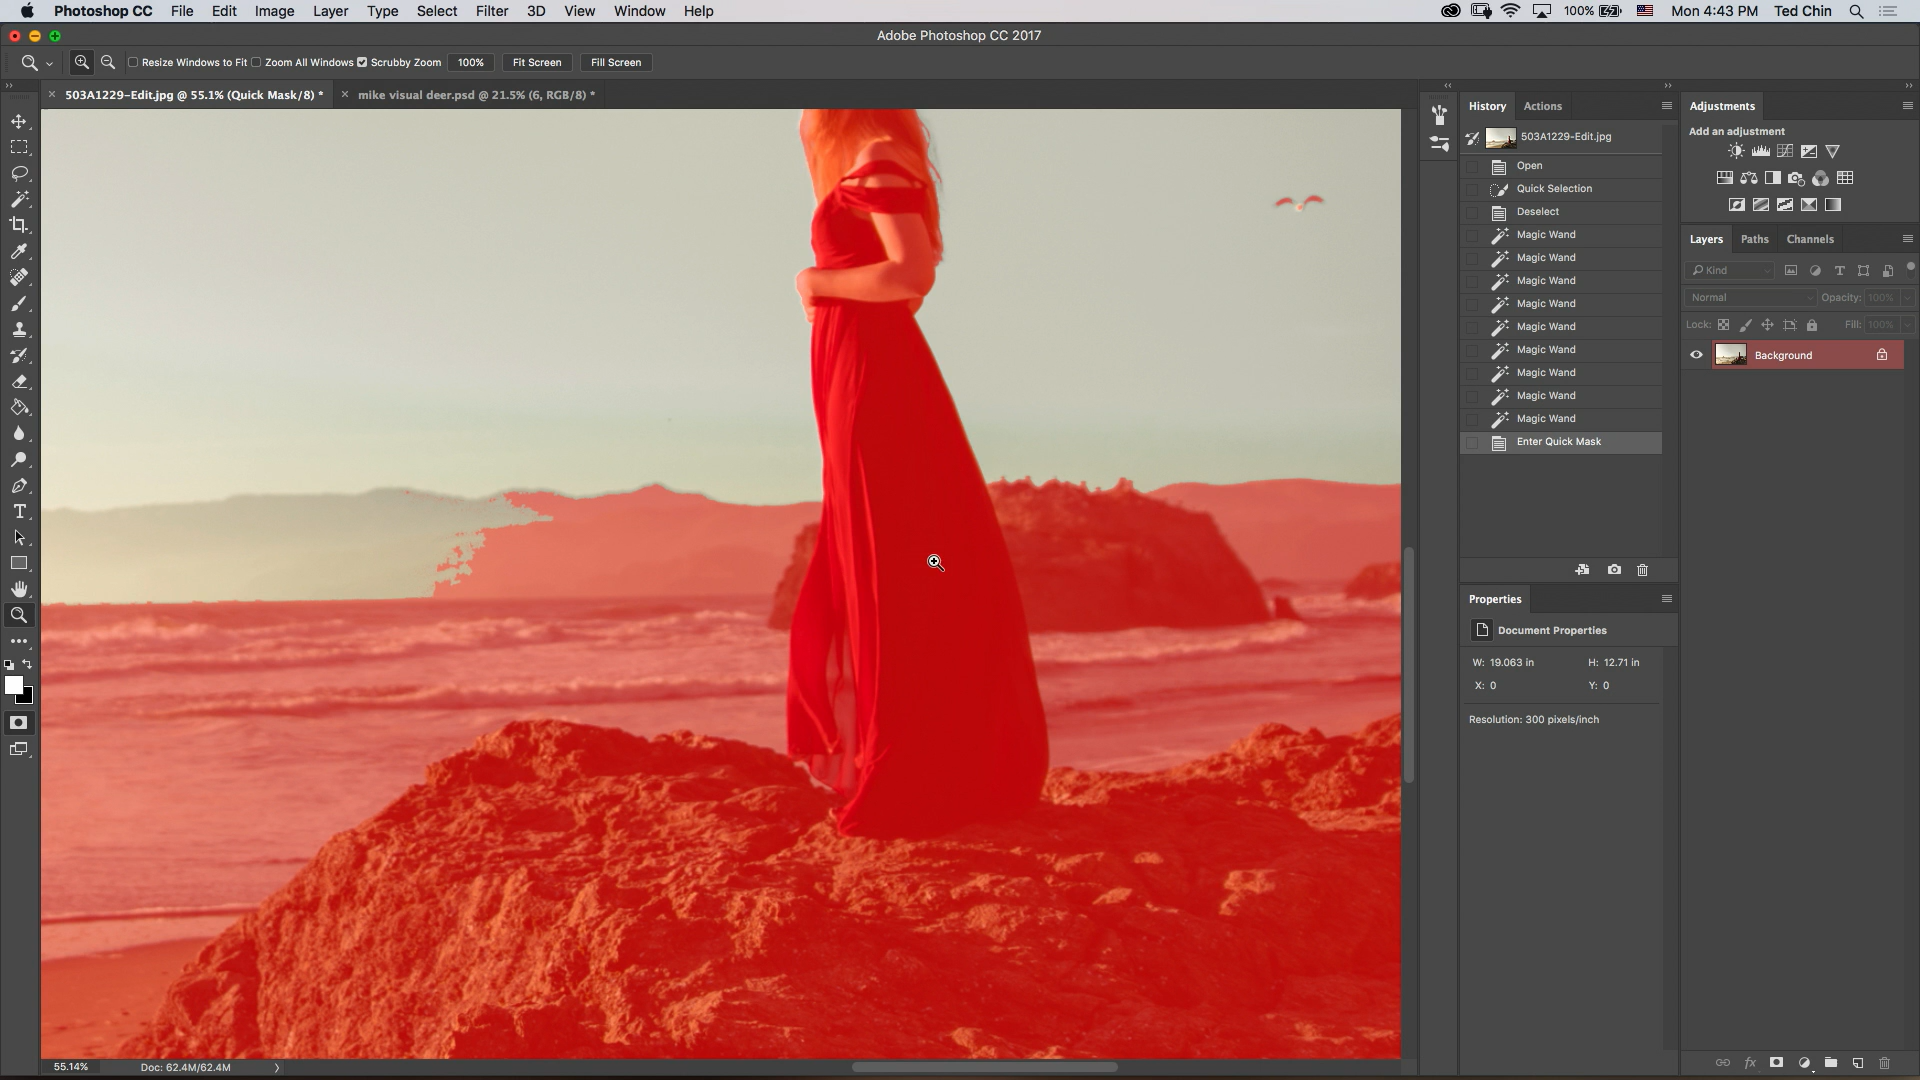 Photoshop CC File Edit Image Layer Type Select Filter 3D View Window Help 100% Mon 4:43 PM Ted Chin
Adobe Photoshop CC 2017
Resize Windows to Fit Zoom All Windows Scrubby Zoom 100% Fit Screen Fill Screen
503A1229-Edit.jpg @ 55.1% (Quick Mask/8) * mike visual deer.psd @ 21.5% (6, RGB/8) *
History Actions
503A1229-Edit.jpg
Open
Quick Selection
Deselect
Magic Wand
Magic Wand
Magic Wand
Magic Wand
Magic Wand
Magic Wand
Magic Wand
Magic Wand
Magic Wand
Enter Quick Mask
Properties
Document Properties
W: 19.063 in H: 12.71 in
X: 0 Y: 0
Resolution: 300 pixels/inch
Adjustments
Add an adjustment
Layers Paths Channels
Kind
Normal Opacity: 100%
Lock: Fill: 100%
Background
55.14% Doc: 62.4M/62.4M